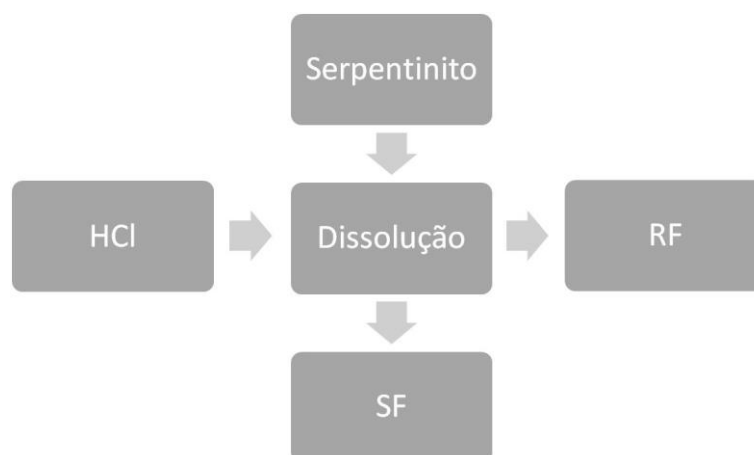 Serpentinito
HCl
Dissolução
RF
SF